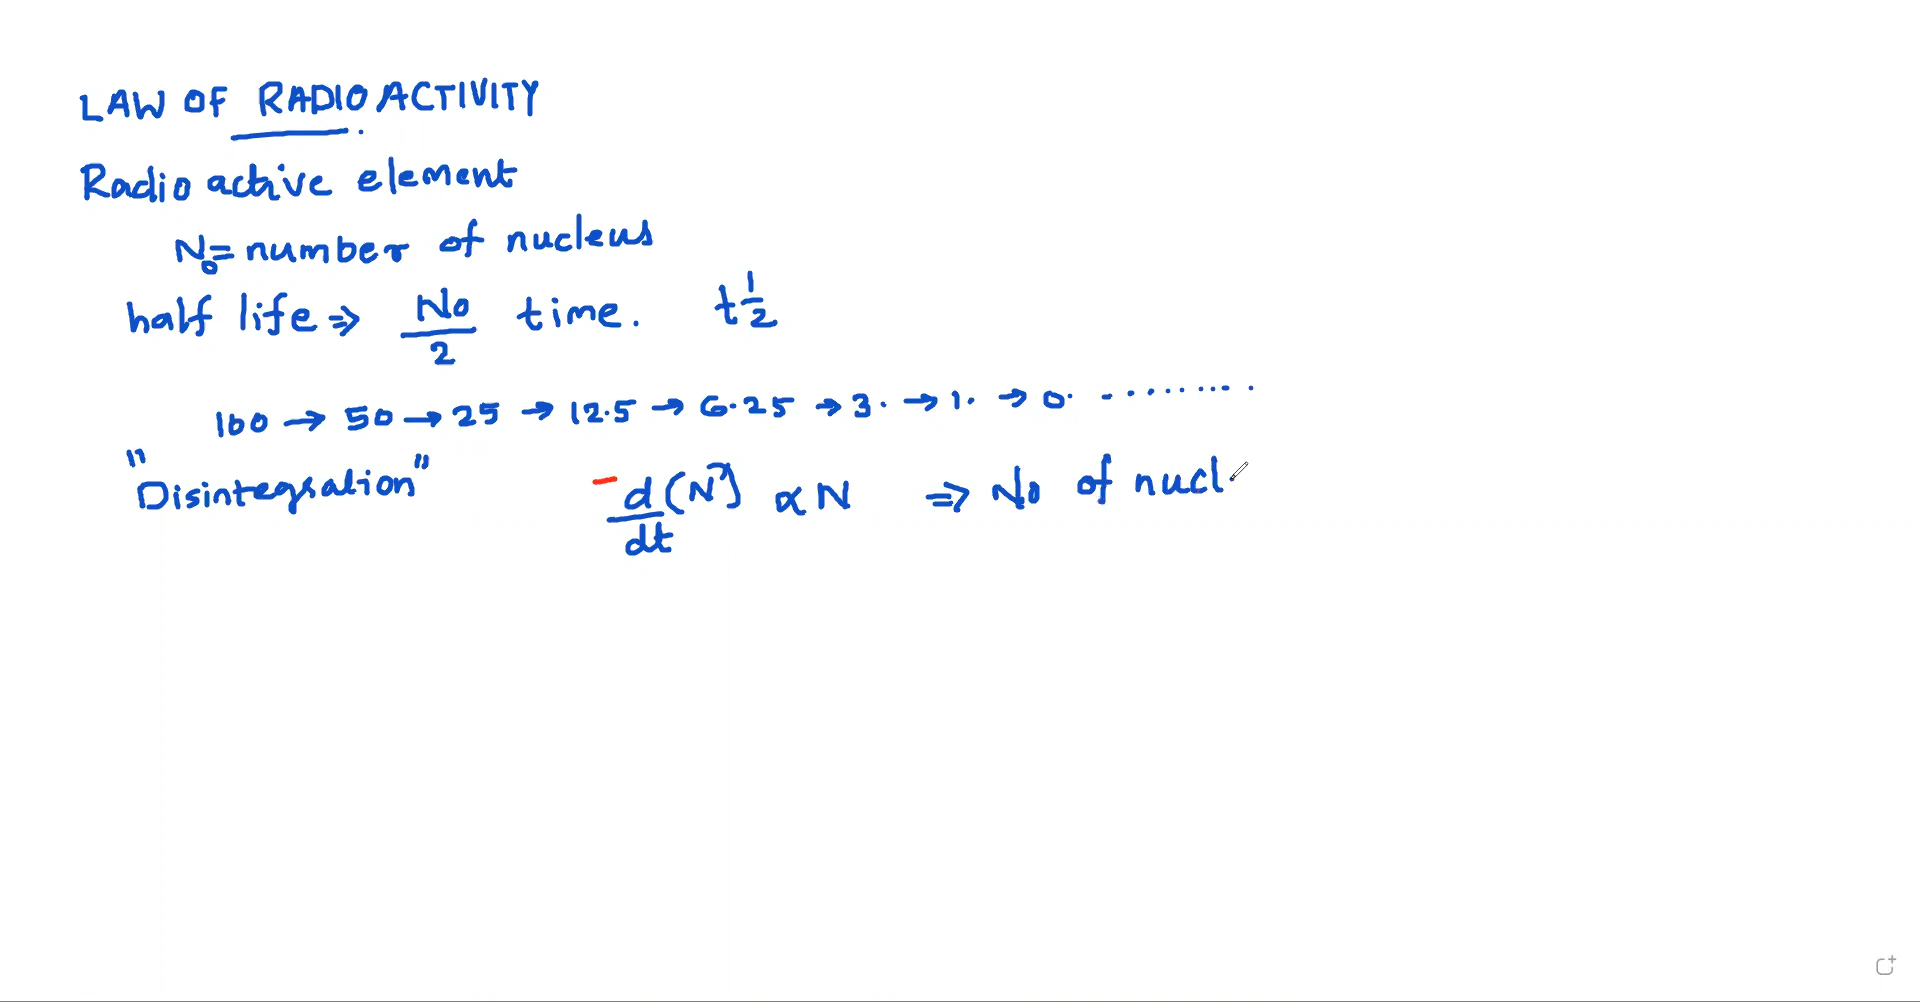 LAW OF RADIOACTIVITY
Radio active element
N₀ = number of nucleus
half life ⇒ No/2 time. t 1/2
100 → 50 → 25 → 12.5 → 6.25 → 3. → 1. → 0. ..........
"Disintegration"
-d(N)/dt ∝ N ⇒ No of nucl